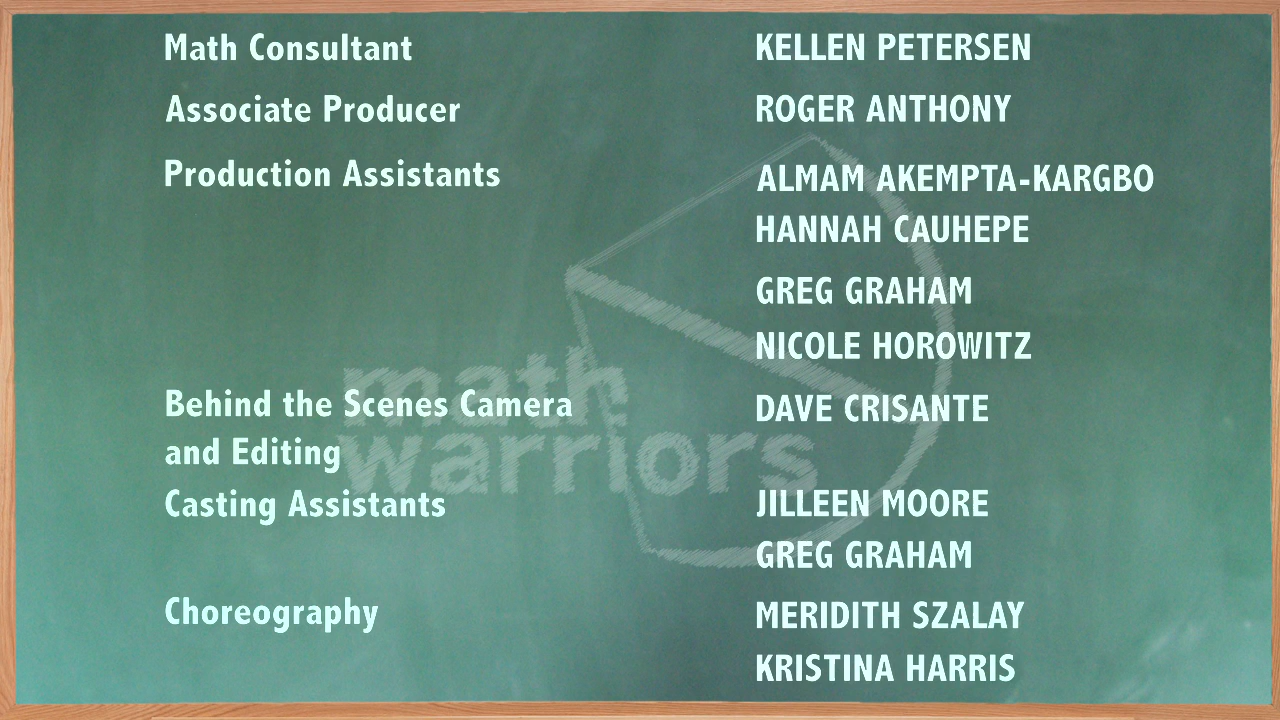 Math Consultant KELLEN PETERSEN
Associate Producer ROGER ANTHONY
Production Assistants ALMAM AKEMPTA-KARGBO
HANNAH CAUHEPE
GREG GRAHAM
NICOLE HOROWITZ
Behind the Scenes Camera DAVE CRISANTE
and Editing
Casting Assistants JILLEEN MOORE
GREG GRAHAM
Choreography MERIDITH SZALAY
KRISTINA HARRIS
math
warriors